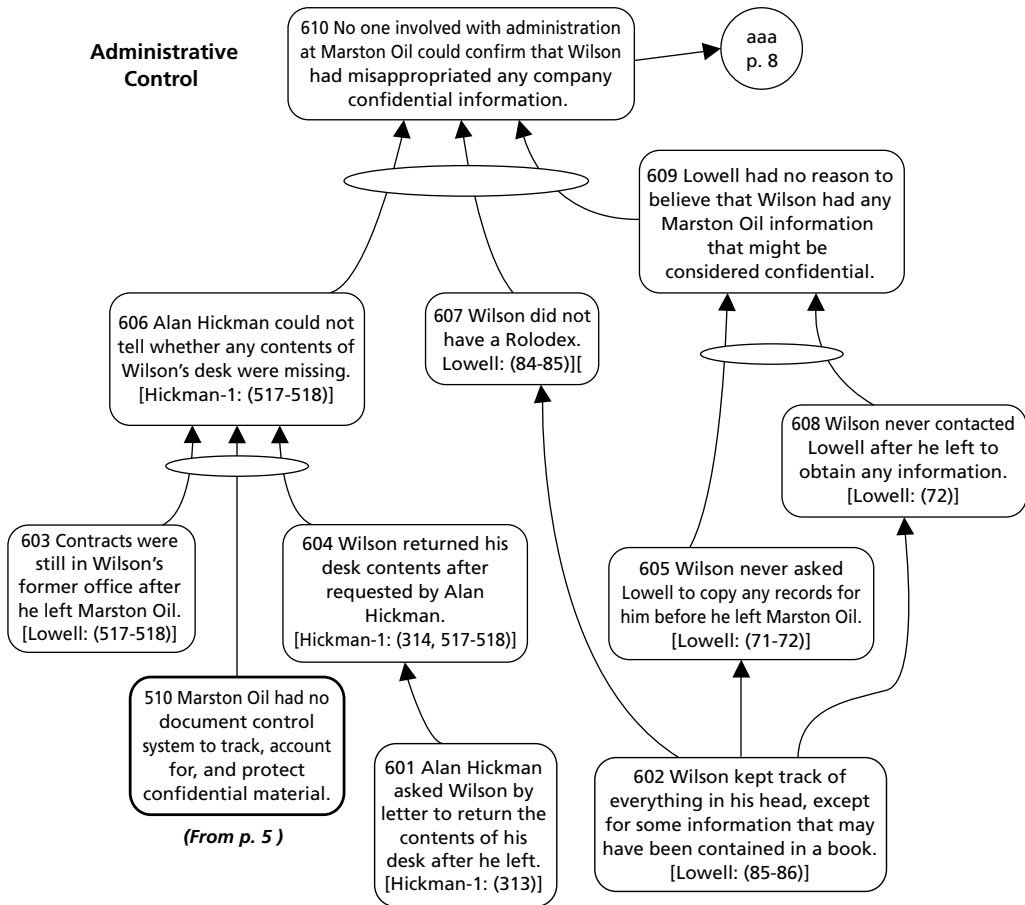 Administrative
Control
610 No one involved with administration
at Marston Oil could confirm that Wilson
had misappropriated any company
confidential information.
aaa
p. 8
609 Lowell had no reason to
believe that Wilson had any
Marston Oil information
that might be
considered confidential.
606 Alan Hickman could not
tell whether any contents of
Wilson's desk were missing.
[Hickman-1: (517-518)]
607 Wilson did not
have a Rolodex.
Lowell: (84-85)][
608 Wilson never contacted
Lowell after he left to
obtain any information.
[Lowell: (72)]
603 Contracts were
still in Wilson's
former office after
he left Marston Oil.
[Lowell: (517-518)]
604 Wilson returned his
desk contents after
requested by Alan
Hickman.
[Hickman-1: (314, 517-518)]
605 Wilson never asked
Lowell to copy any records for
him before he left Marston Oil.
[Lowell: (71-72)]
510 Marston Oil had no
document control
system to track, account
for, and protect
confidential material.
(From p. 5 )
601 Alan Hickman
asked Wilson by
letter to return the
contents of his
desk after he left.
[Hickman-1: (313)]
602 Wilson kept track of
everything in his head, except
for some information that may
have been contained in a book.
[Lowell: (85-86)]